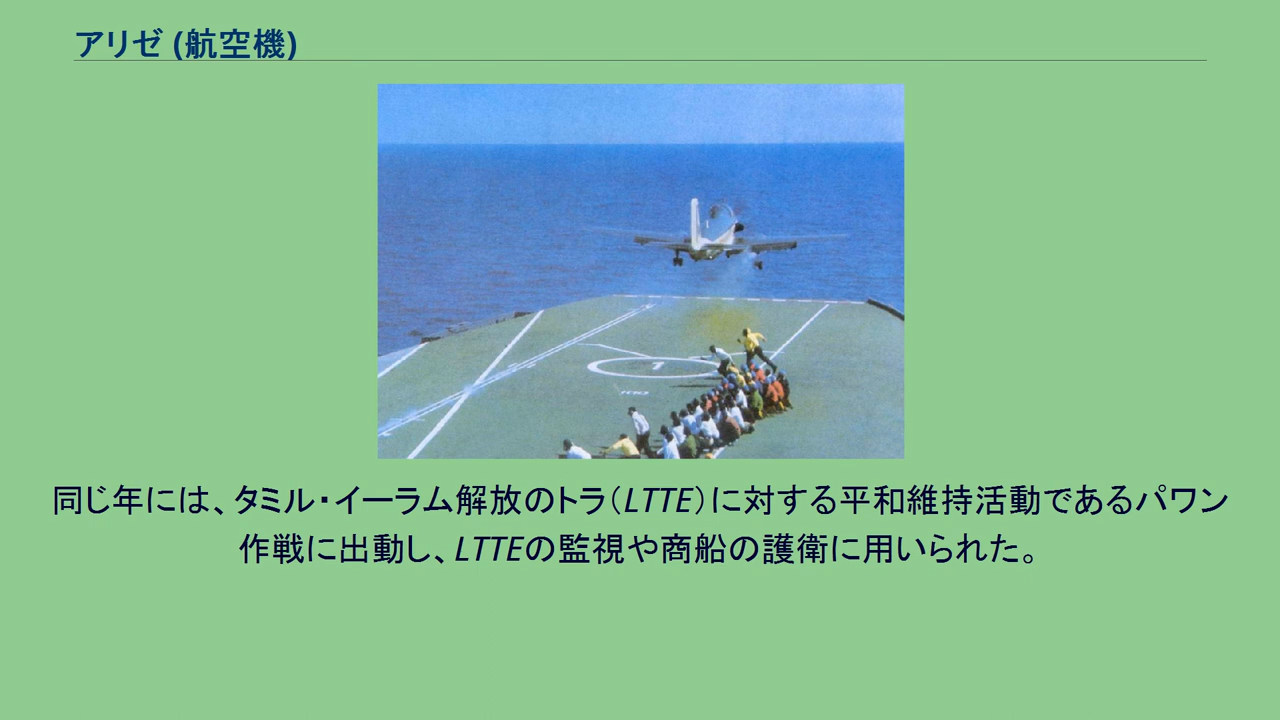 アリゼ (航空機)
1
同じ年には、タミル・イーラム解放のトラ（LTTE）に対する平和維持活動であるパワン
作戦に出動し、LTTEの監視や商船の護衛に用いられた。